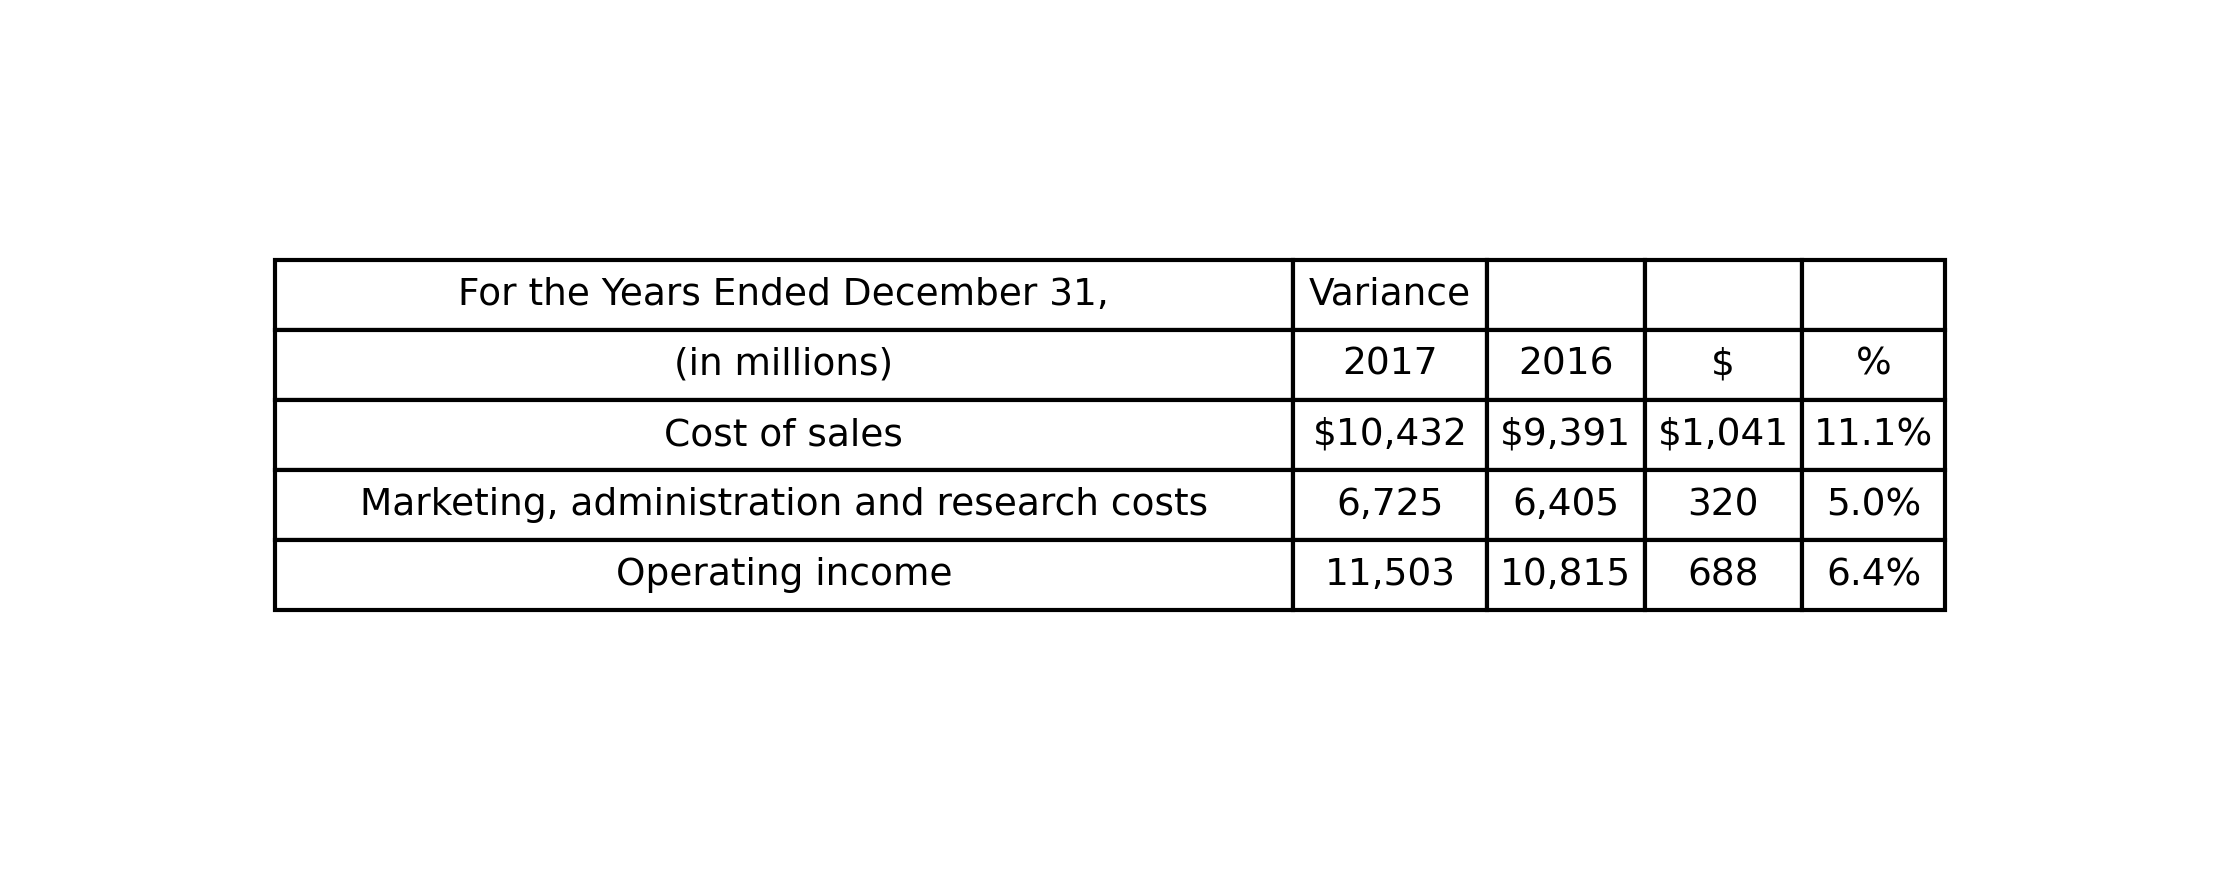 For the Years Ended December 31, Variance
(in millions) 2017 2016 $ %
Cost of sales $10,432 $9,391 $1,041 11.1%
Marketing, administration and research costs 6,725 6,405 320 5.0%
Operating income 11,503 10,815 688 6.4%